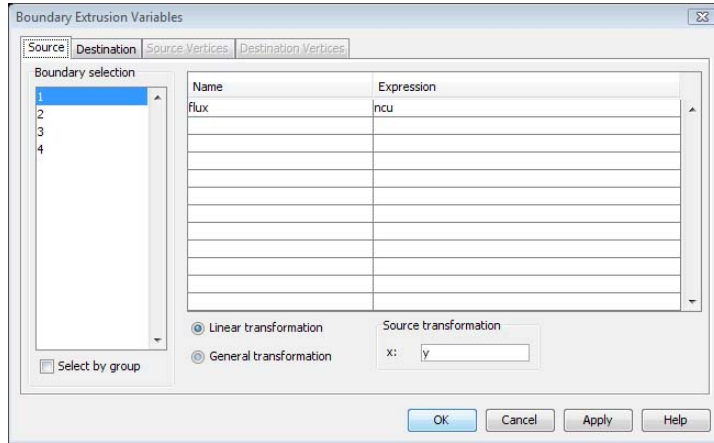 Boundary Extrusion Variables
Source Destination Source Vertices Destination Vertices
Boundary selection
1
2
3
4
Select by group
Name Expression
flux ncu
Linear transformation
General transformation
Source transformation
x: y
OK Cancel Apply Help